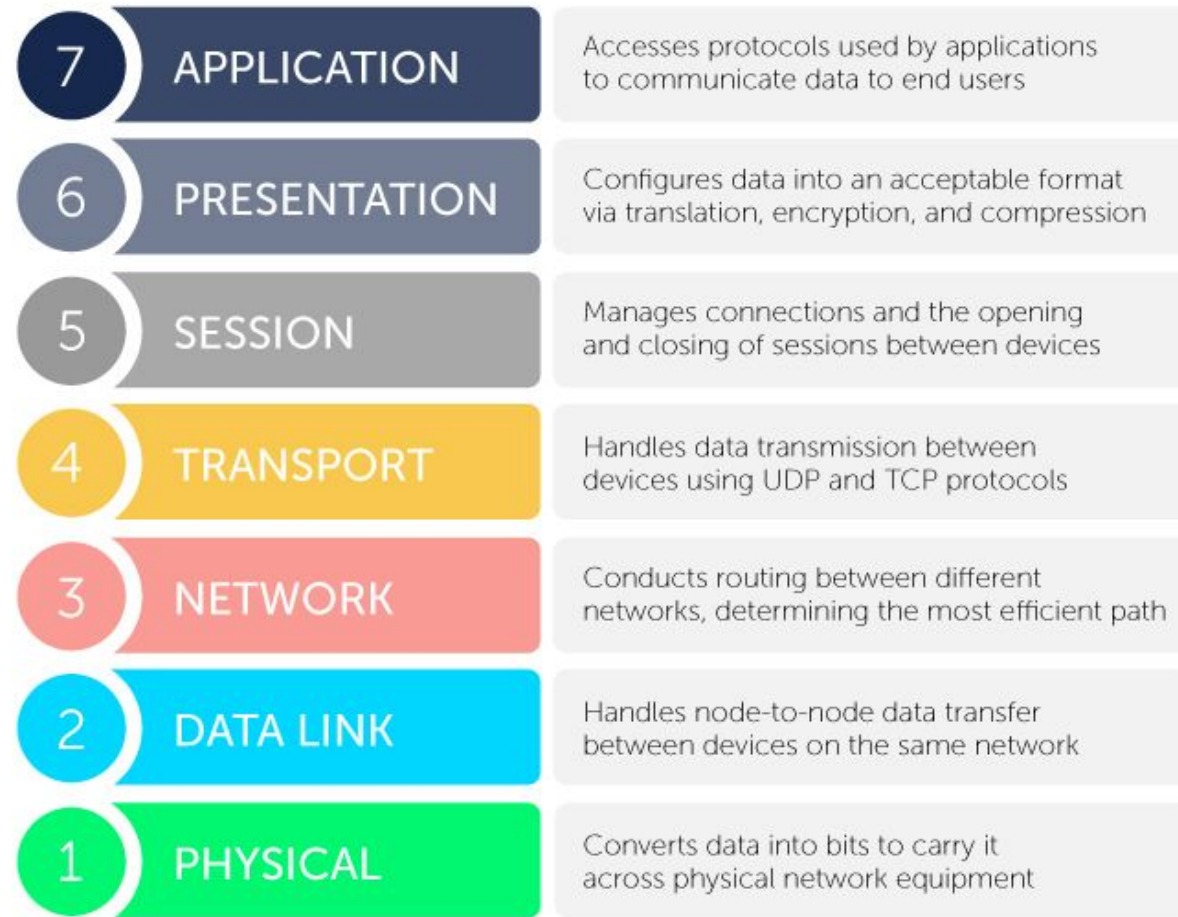 7
APPLICATION
Accesses protocols used by applications
to communicate data to end users
6
PRESENTATION
Configures data into an acceptable format
via translation, encryption, and compression
5
SESSION
Manages connections and the opening
and closing of sessions between devices
4
TRANSPORT
Handles data transmission between
devices using UDP and TCP protocols
3
NETWORK
Conducts routing between different
networks, determining the most efficient path
2
DATA LINK
Handles node-to-node data transfer
between devices on the same network
1
PHYSICAL
Converts data into bits to carry it
across physical network equipment